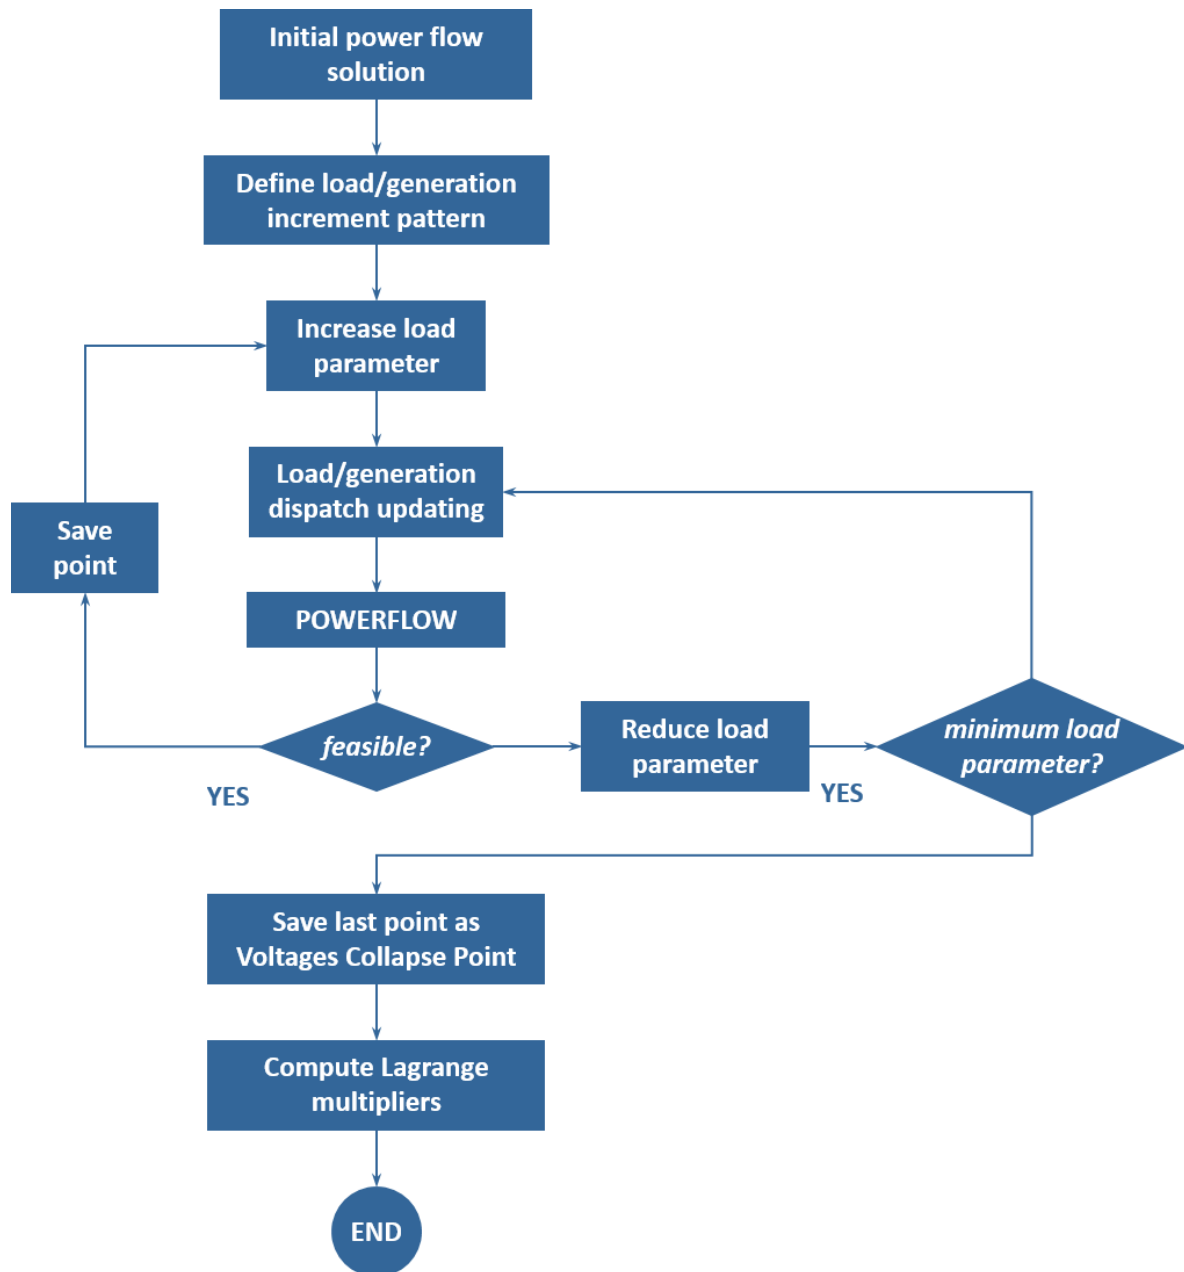 Initial power flow
solution
Define load/generation
increment pattern
Increase load
parameter
Load/generation
dispatch updating
Save
point
POWERFLOW
feasible?
Reduce load
parameter
minimum load
parameter?
YES
YES
Save last point as
Voltages Collapse Point
Compute Lagrange
multipliers
END